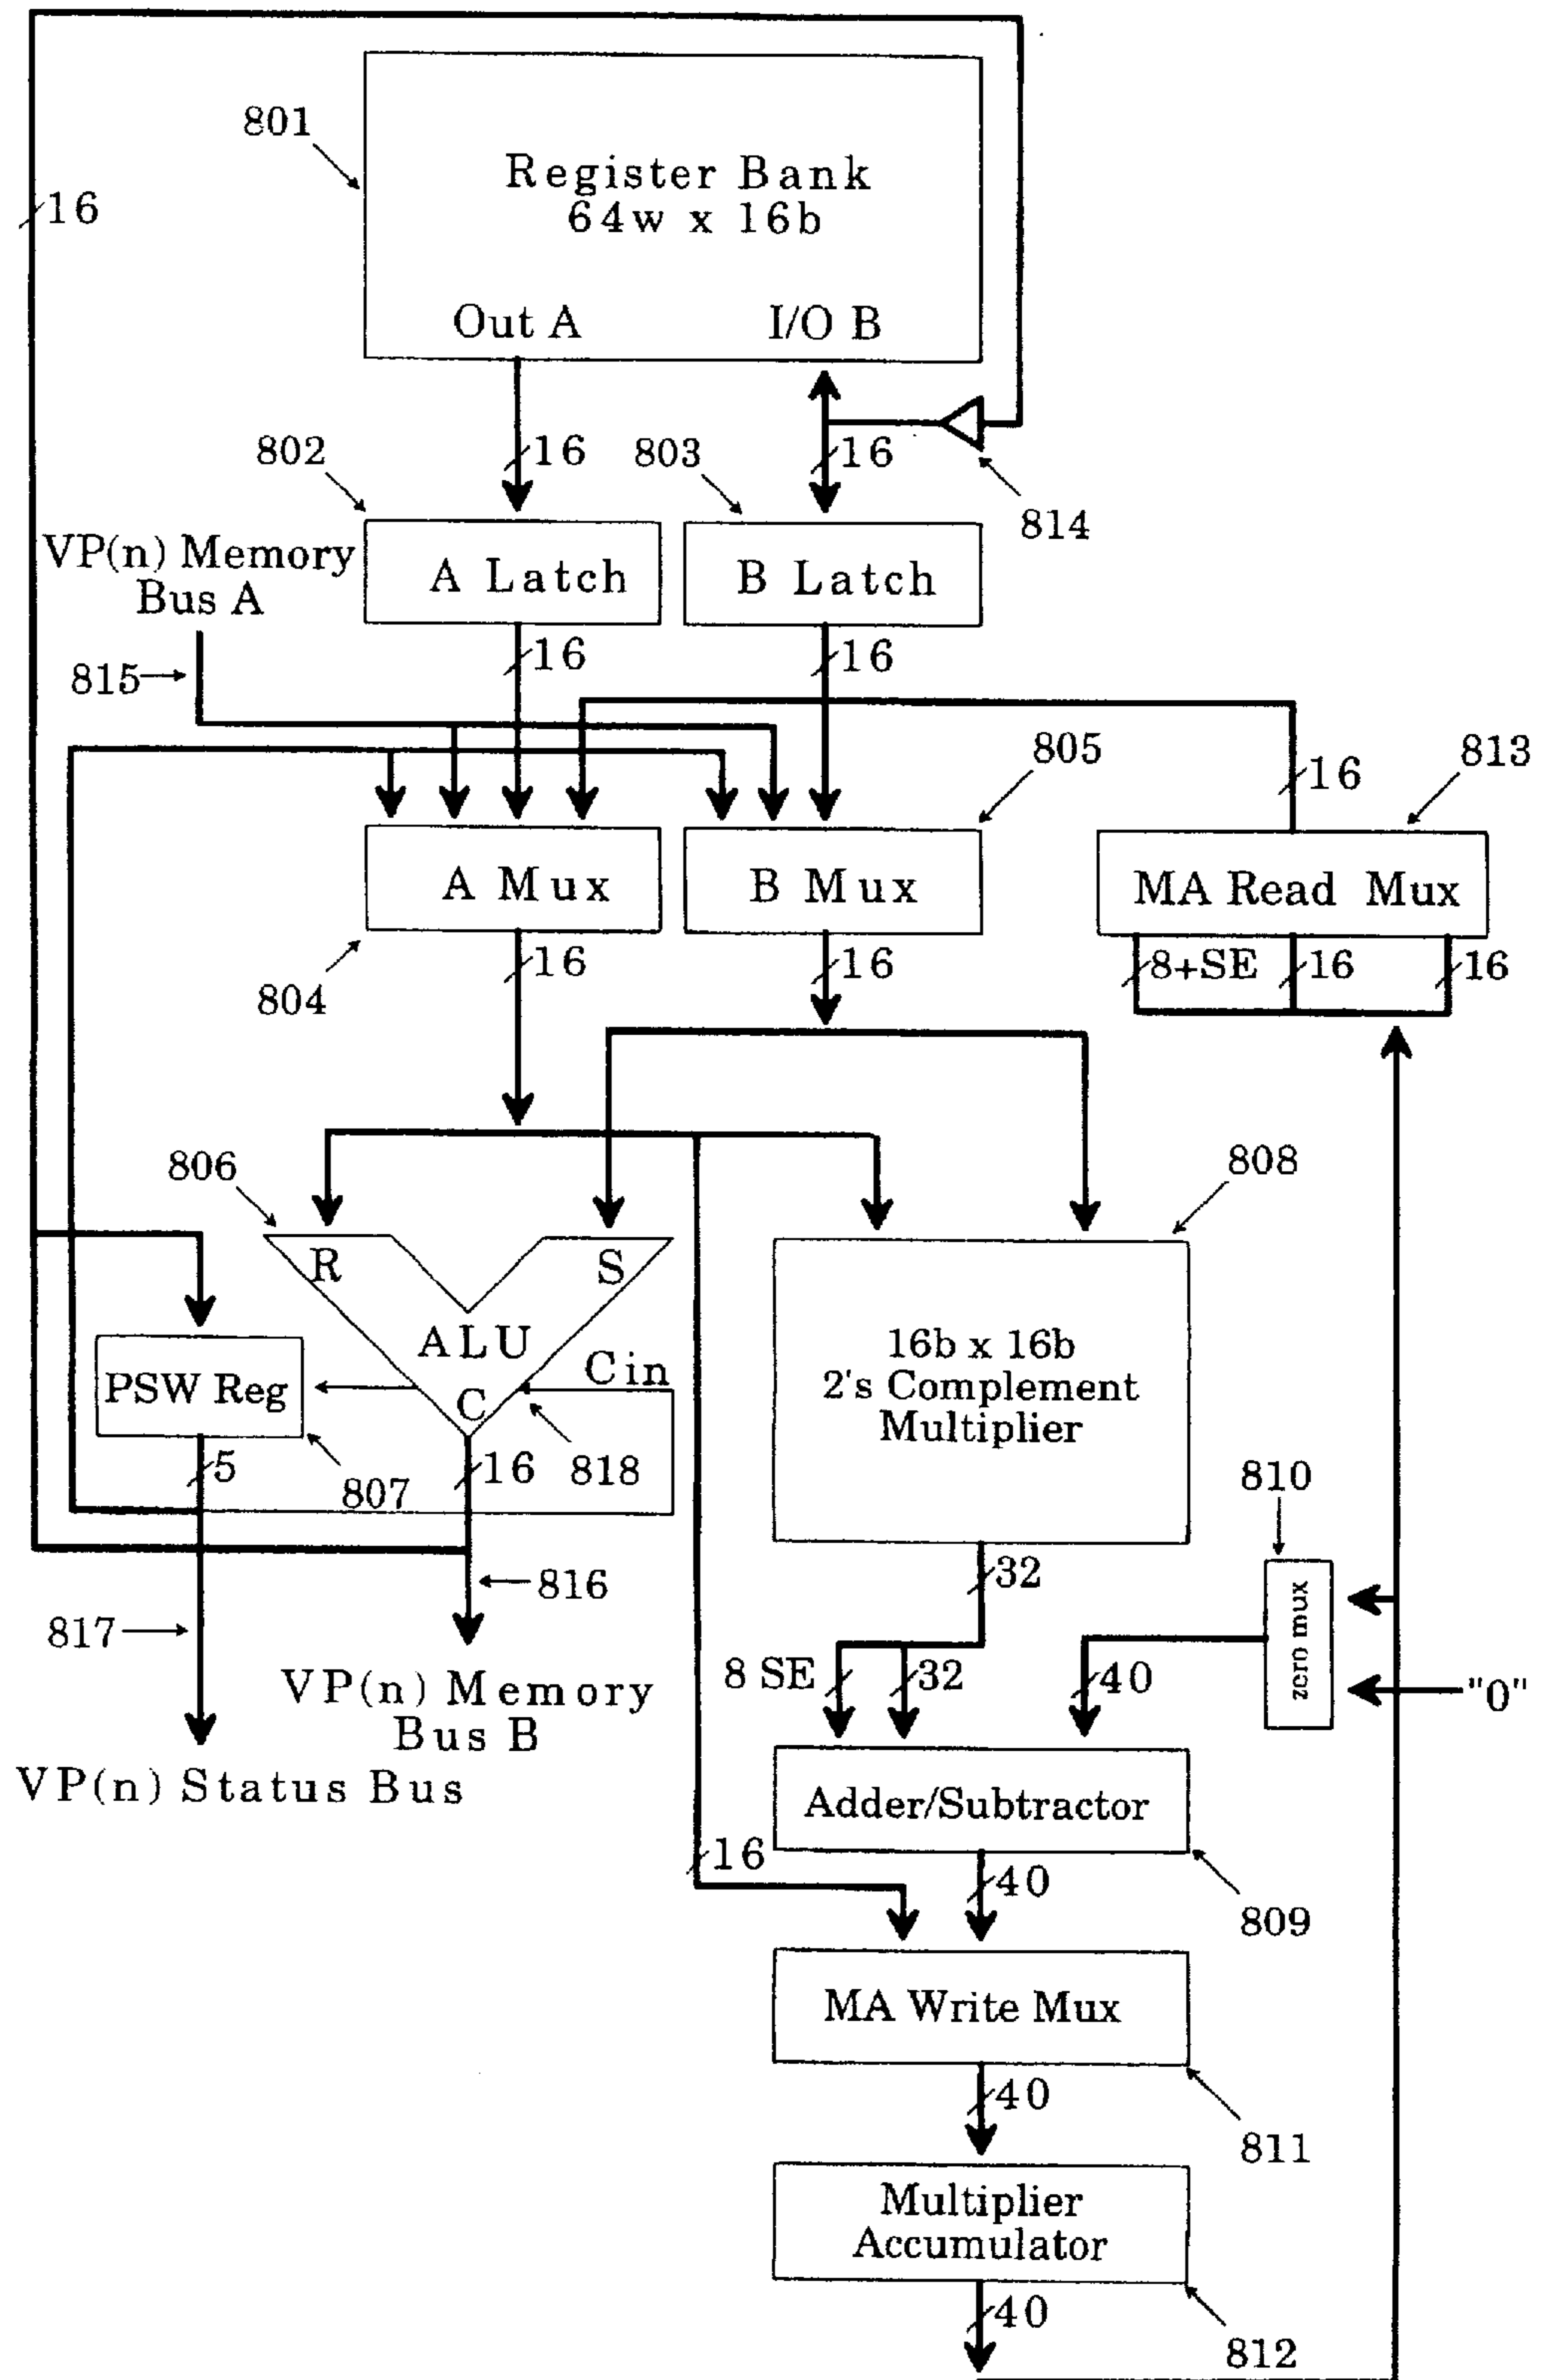 801
Register Bank
64w x 16b
16
Out A
I/O B
802
16
803
16
814
VP(n) Memory
Bus A
A Latch
B Latch
815
16
16
805
813
16
A Mux
B Mux
MA Read Mux
804
16
16
8+SE
16
16
806
808
R
S
ALU
Cin
C
PSW Reg
16b x 16b
2's Complement
Multiplier
5
807
16
818
810
817
816
32
zero mux
VP(n) Memory
Bus B
8 SE
32
40
"0"
VP(n) Status Bus
Adder/Subtractor
16
40
809
MA Write Mux
40
811
Multiplier
Accumulator
40
812